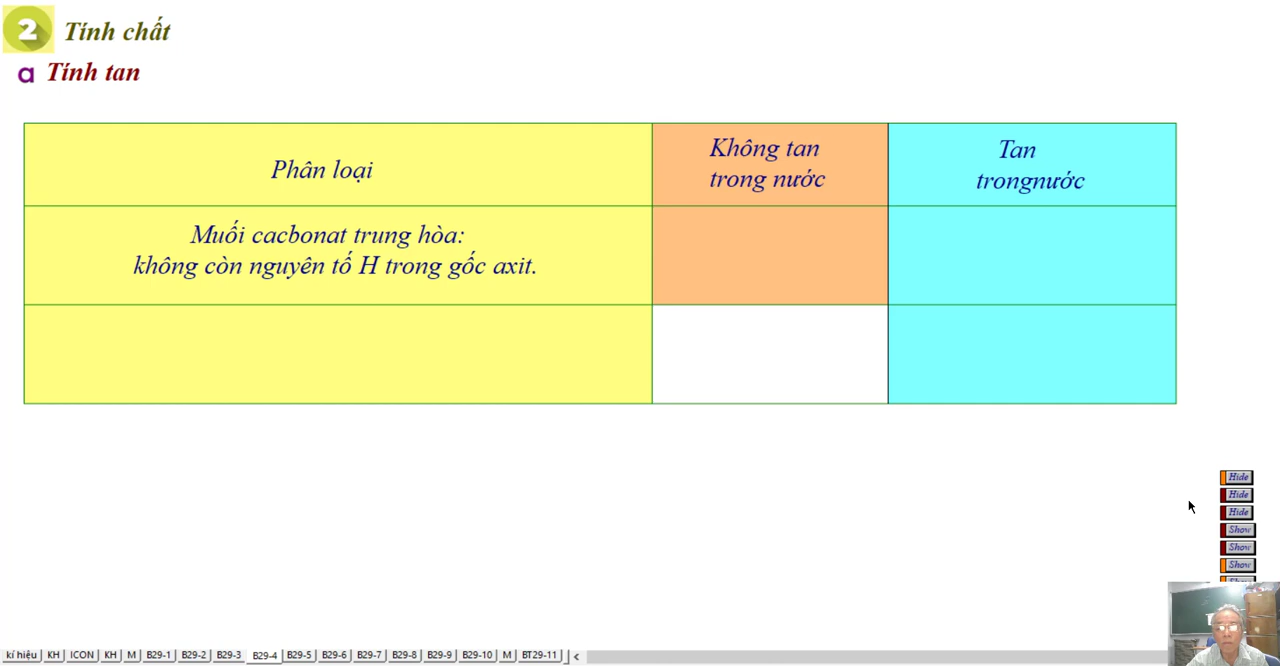 2 Tính chất
a Tính tan
Phân loại
Không tan
trong nước
Tan
trongnước
Muối cacbonat trung hòa:
không còn nguyên tố H trong gốc axit.
Hide
Hide
Hide
Show
Show
Show
kí hiệu KH ICON KH M B29-1 B29-2 B29-3 B29-4 B29-5 B29-6 B29-7 B29-8 B29-9 B29-10 M BT29-11